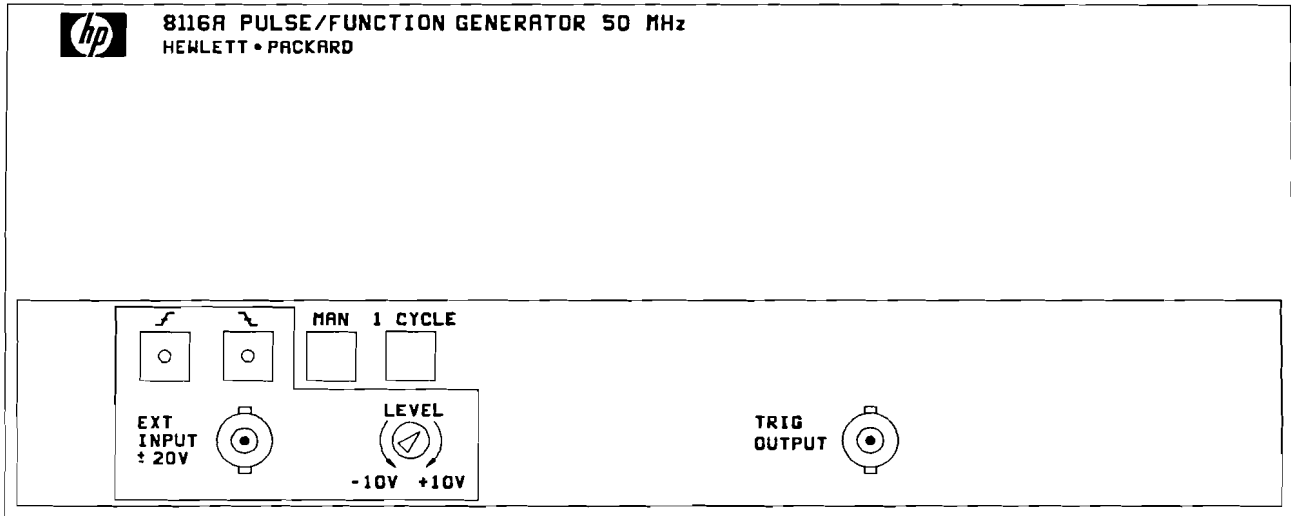 hp
8116A PULSE/FUNCTION GENERATOR 50 MHz
HEWLETT • PACKARD
MAN 1 CYCLE
EXT
INPUT
± 20V
LEVEL
-10V +10V
TRIG
OUTPUT